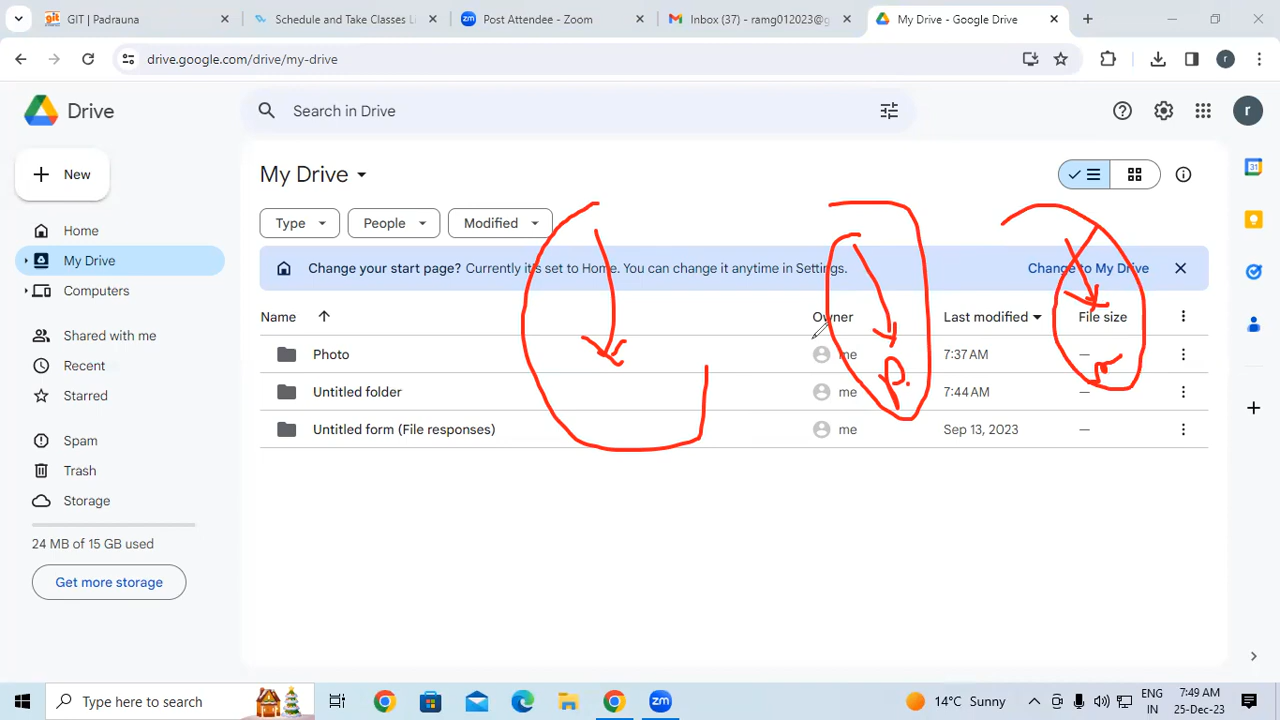 GIT | Padrauna
Schedule and Take Classes Li
zm Post Attendee - Zoom
Inbox (37) - ramg012023@g
My Drive - Google Drive
drive.google.com/drive/my-drive
r
Drive
Search in Drive
r
New
My Drive
31
Type
People
Modified
Home
My Drive
Computers
Change your start page? Currently it's set to Home. You can change it anytime in Settings.
Change to My Drive
Name
Owner
Last modified
File size
Shared with me
Recent
Starred
Photo
me
7:37 AM
—
Untitled folder
me
7:44 AM
—
Untitled form (File responses)
me
Sep 13, 2023
—
Spam
Trash
Storage
24 MB of 15 GB used
Get more storage
Type here to search
zm
14°C Sunny
ENG
IN
7:49 AM
25-Dec-23